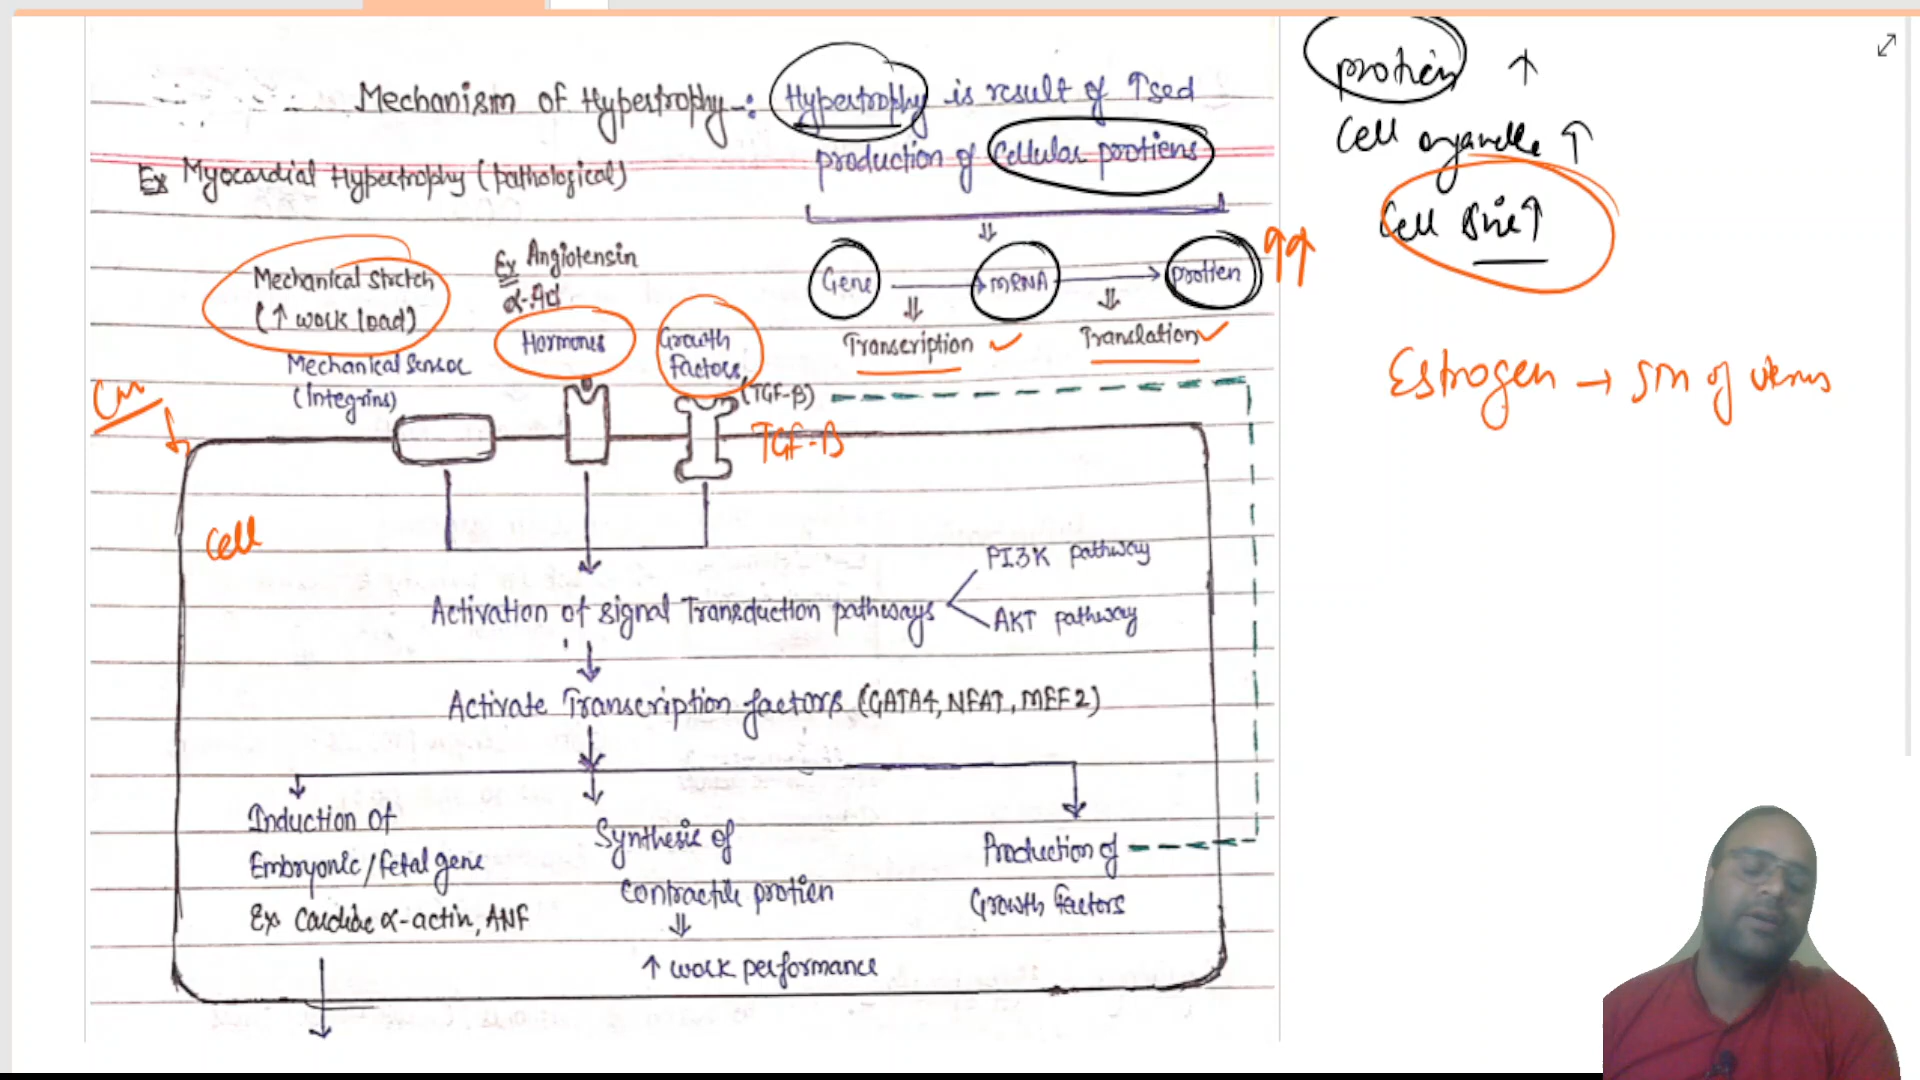 Mechanism of Hypertrophy-: Hypertrophy is result of ↑sed
production of Cellular protiens
Ex Myocardial Hypertrophy (pathological)
Gene → mRNA → protien ↑↑
Transcription ✓ Translation ✓
Mechanical Stretch
(↑ work load)
Mechanical Sensor
(Integrins)
Ex Angiotensin
Hormones
Growth
factors
(TGF-β)
TGF-β
Cm
Cell
Activation of signal Transduction pathways
PI3K pathway
AKT pathway
Activate Transcription factors (GATA4, NFAT, MEF2)
Induction of
Embryonic/fetal gene
Ex Cardiac α-actin, ANF
Synthesis of
contractile protien
⇓
↑ work performance
Production of
Growth factors
protien ↑
Cell organelle ↑
Cell Size ↑
Estrogen → sm of